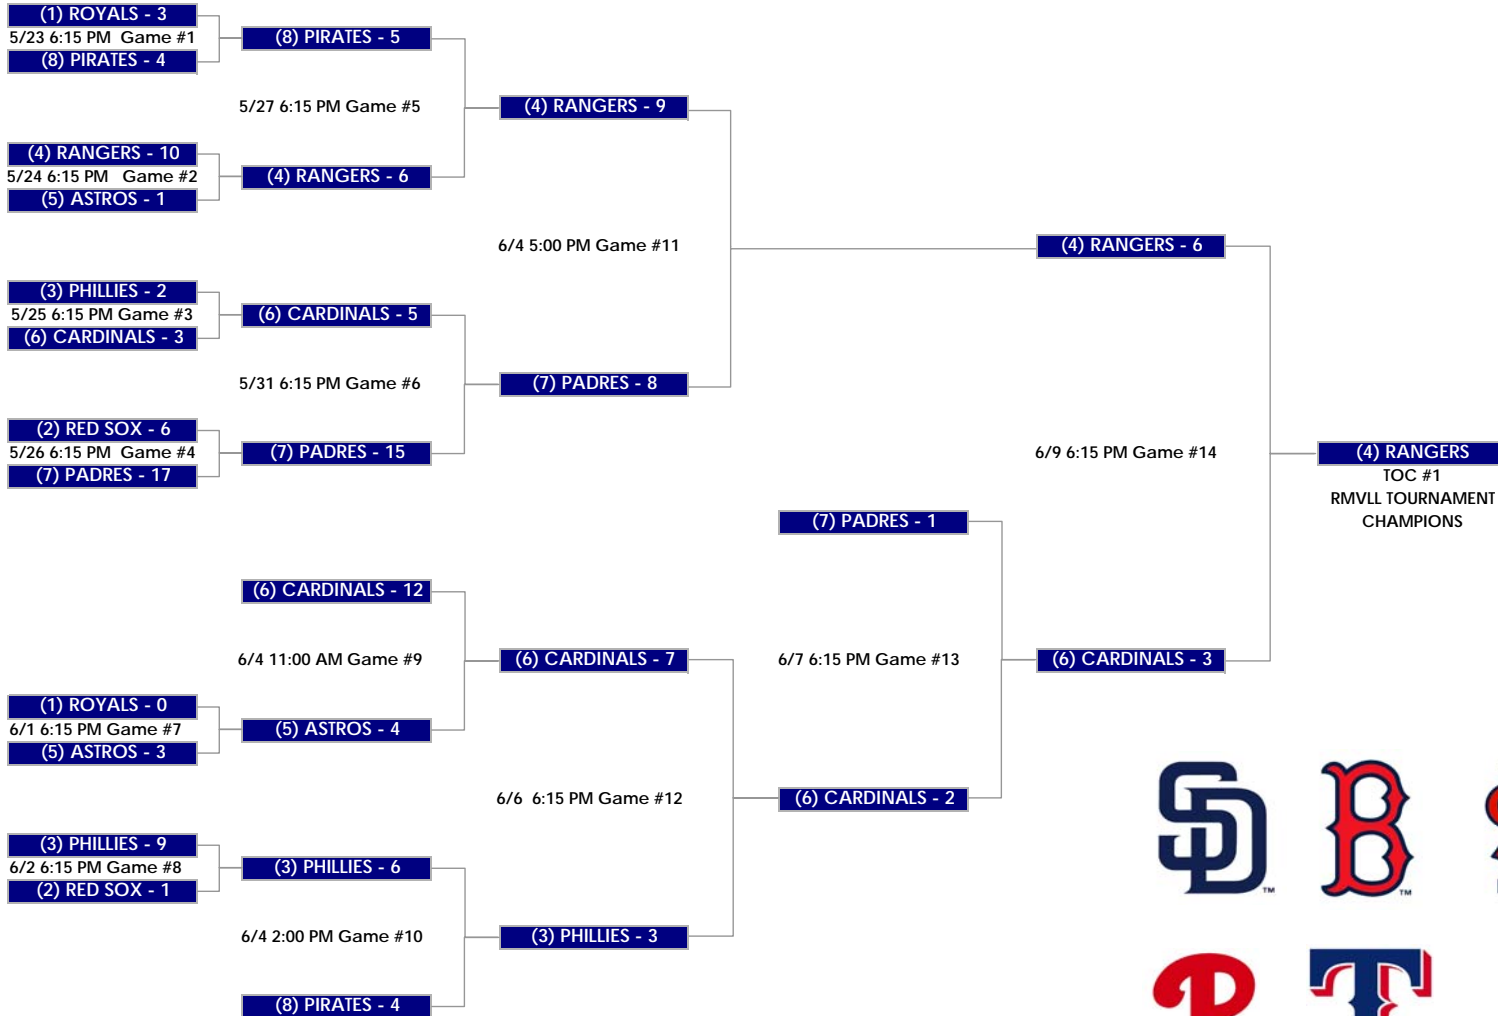 (1) ROYALS - 3
5/23 6:15 PM  Game #1
(8) PIRATES - 4
(8) PIRATES - 5
5/27 6:15 PM Game #5
(4) RANGERS - 9
(4) RANGERS - 10
5/24 6:15 PM   Game #2
(5) ASTROS - 1
(4) RANGERS - 6
6/4 5:00 PM Game #11
(4) RANGERS - 6
(3) PHILLIES - 2
5/25 6:15 PM Game #3
(6) CARDINALS - 3
(6) CARDINALS - 5
5/31 6:15 PM Game #6
(7) PADRES - 8
(2) RED SOX - 6
5/26 6:15 PM  Game #4
(7) PADRES - 17
(7) PADRES - 15
6/9 6:15 PM Game #14
(4) RANGERS
TOC #1
RMVLL TOURNAMENT
CHAMPIONS
(7) PADRES - 1
(6) CARDINALS - 12
6/4 11:00 AM Game #9
(6) CARDINALS - 7
6/7 6:15 PM Game #13
(6) CARDINALS - 3
(1) ROYALS - 0
6/1 6:15 PM Game #7
(5) ASTROS - 3
(5) ASTROS - 4
6/6  6:15 PM Game #12
(6) CARDINALS - 2
(3) PHILLIES - 9
6/2 6:15 PM Game #8
(2) RED SOX - 1
(3) PHILLIES - 6
6/4 2:00 PM Game #10
(3) PHILLIES - 3
(8) PIRATES - 4
SD TM
B TM
P
T